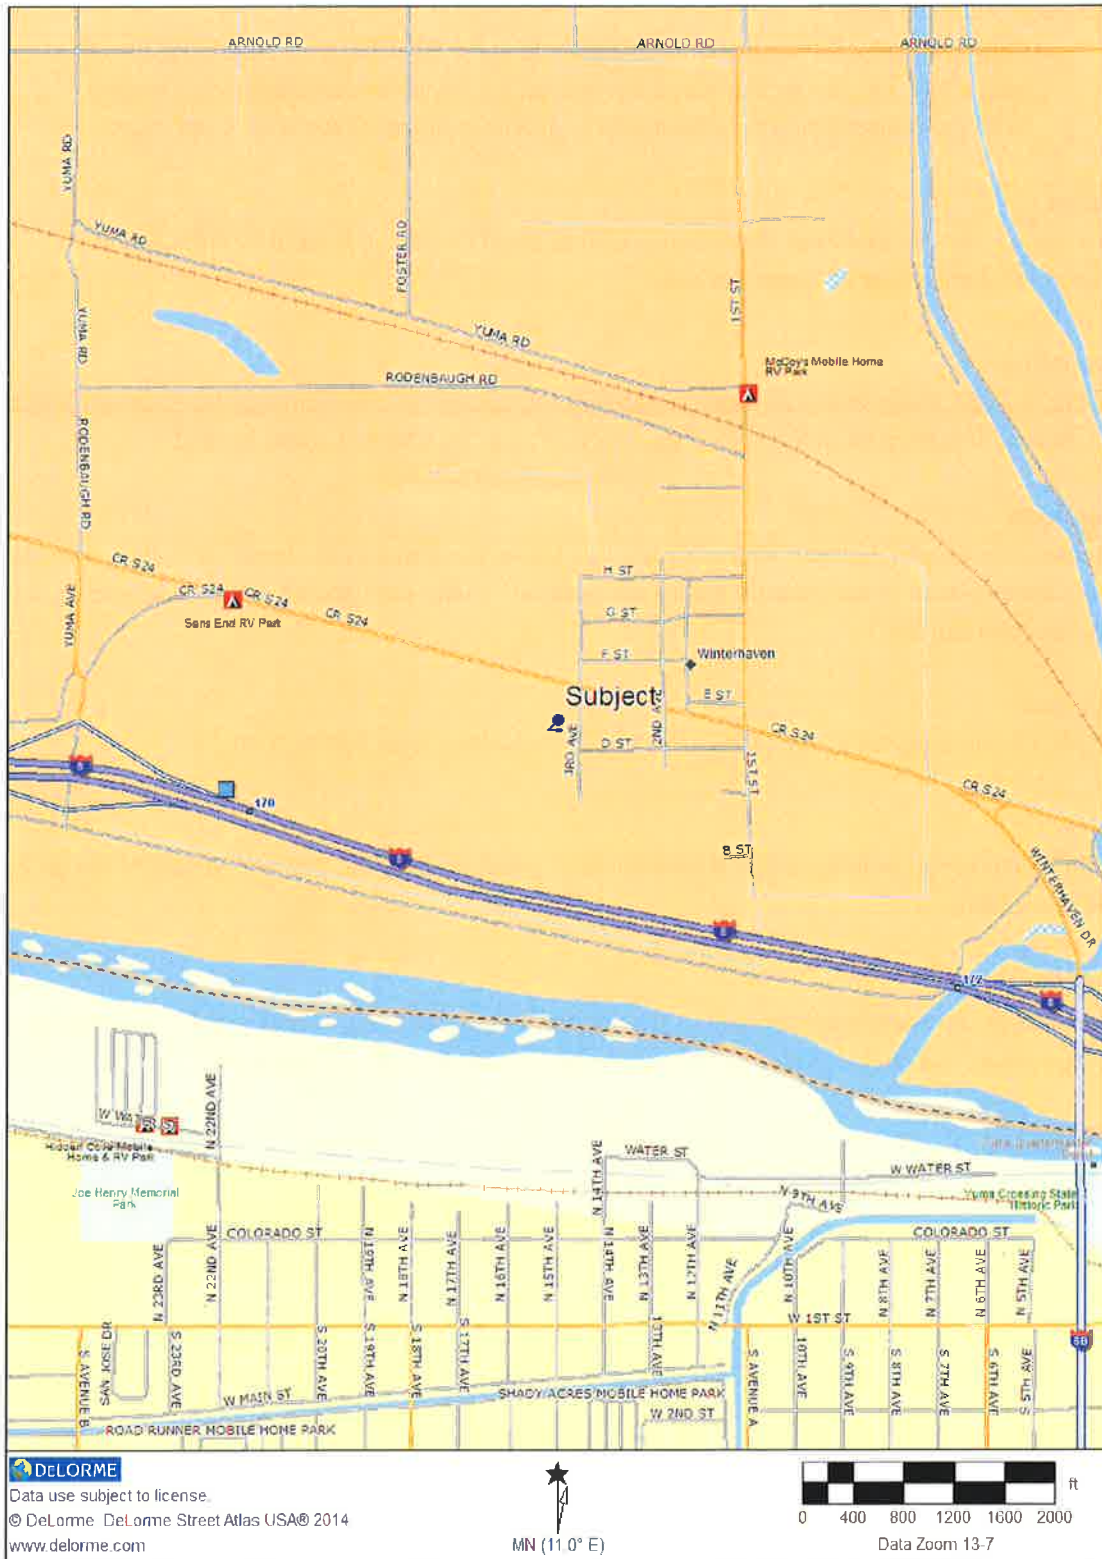 ARNOLD RD
ARNOLD RD
ARNOLD RD
YUMA RD
YUMA RD
FOSTER RD
1ST ST
YUMA RD
YUMA RD
McCoy's Mobile Home
RV Park
RODENBAUGH RD
RODENBAUGH RD
CR S24
CR S24
CR S24
CR S24
Sans End RV Park
YUMA AVE
H ST
G ST
F ST
Winterhaven
E ST
Subject
2ND AVE
3RD AVE
D ST
CR S24
1ST ST
CR S24
8
170
8
B ST
WINTERHAVEN DR
8
172
8
W WATER
N 22ND AVE
Home & RV Park
Joe Henry Memorial
Park
N 14TH AVE
WATER ST
W WATER ST
N 9TH AVE
Yuma Crossing State
Historic Park
COLORADO ST
COLORADO ST
N 23RD AVE
N 22ND AVE
N 19TH AVE
N 18TH AVE
N 17TH AVE
N 16TH AVE
N 15TH AVE
N 14TH AVE
N 13TH AVE
N 12TH AVE
N 11TH AVE
N 10TH AVE
N 8TH AVE
N 7TH AVE
N 6TH AVE
N 5TH AVE
W 1ST ST
8B
S AVENUE B
SAN JOSE DR
S 23RD AVE
S 20TH AVE
S 19TH AVE
S 18TH AVE
S 17TH AVE
13TH AVE
S AVENUE A
10TH AVE
S 9TH AVE
S 8TH AVE
S 7TH AVE
S 6TH AVE
S 5TH AVE
W MAIN ST
SHADY ACRES MOBILE HOME PARK
W 2ND ST
ROAD RUNNER MOBILE HOME PARK
DELORME
Data use subject to license.
© DeLorme. DeLorme Street Atlas USA® 2014
www.delorme.com
MN (11.0° E)
ft
0 400 800 1200 1600 2000
Data Zoom 13-7